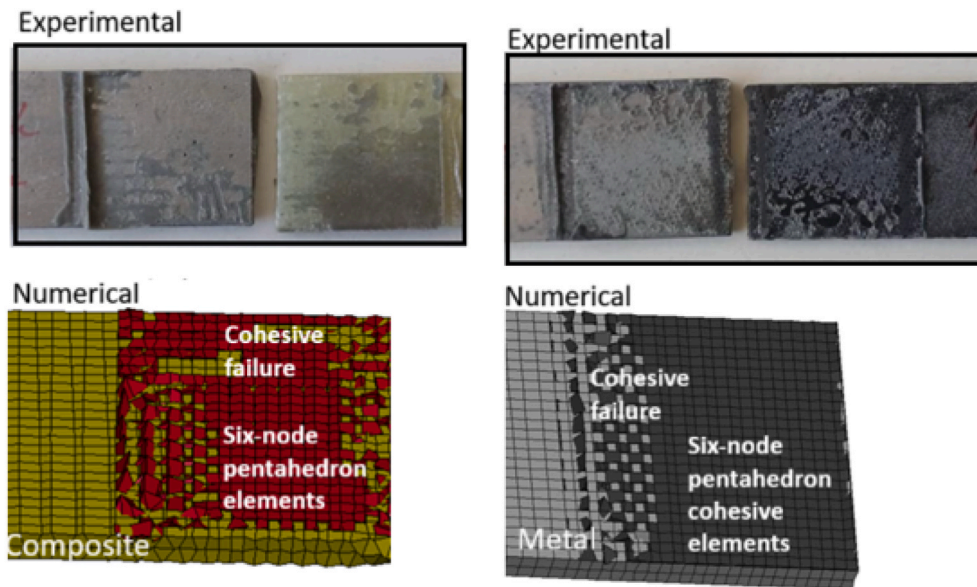 Experimental
Experimental
Numerical
Cohesive
failure
Six-node
pentahedron
elements
Composite
Numerical
Cohesive
failure
Six-node
pentahedron
cohesive
elements
Metal